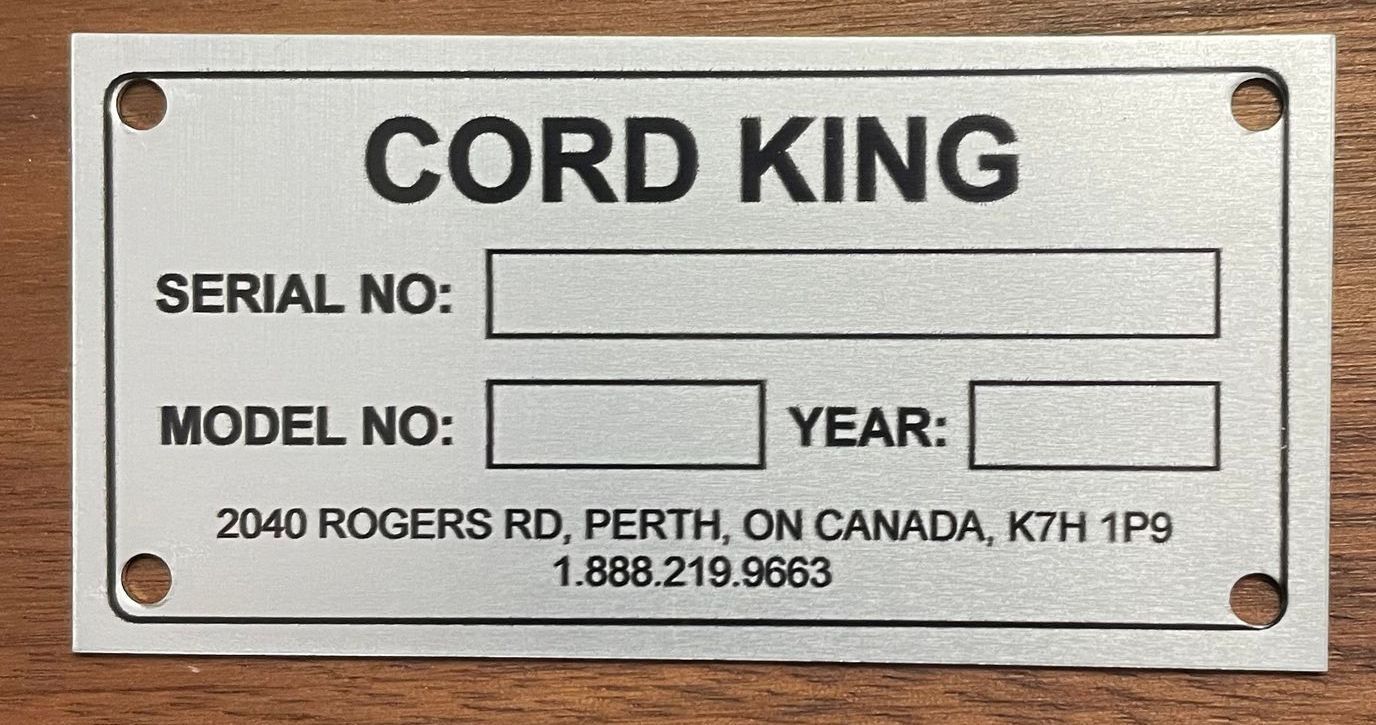 CORD KING
SERIAL NO:
MODEL NO: YEAR:
2040 ROGERS RD, PERTH, ON CANADA, K7H 1P9
1.888.219.9663